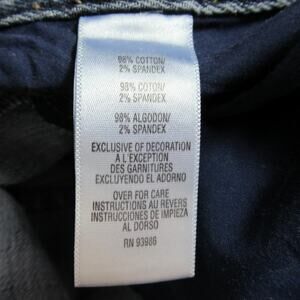 98% COTTON/
2% SPANDEX
98% COTON/
2% SPANDEX
98% ALGODON/
2% SPANDEX
EXCLUSIVE OF DECORATION
A L'EXCEPTION
DES GARNITURES
EXCLUYENDO EL ADORNO
OVER FOR CARE
INSTRUCTIONS AU REVERS
INSTRUCCIONES DE IMPIEZA
AL DORSO
RN 93986